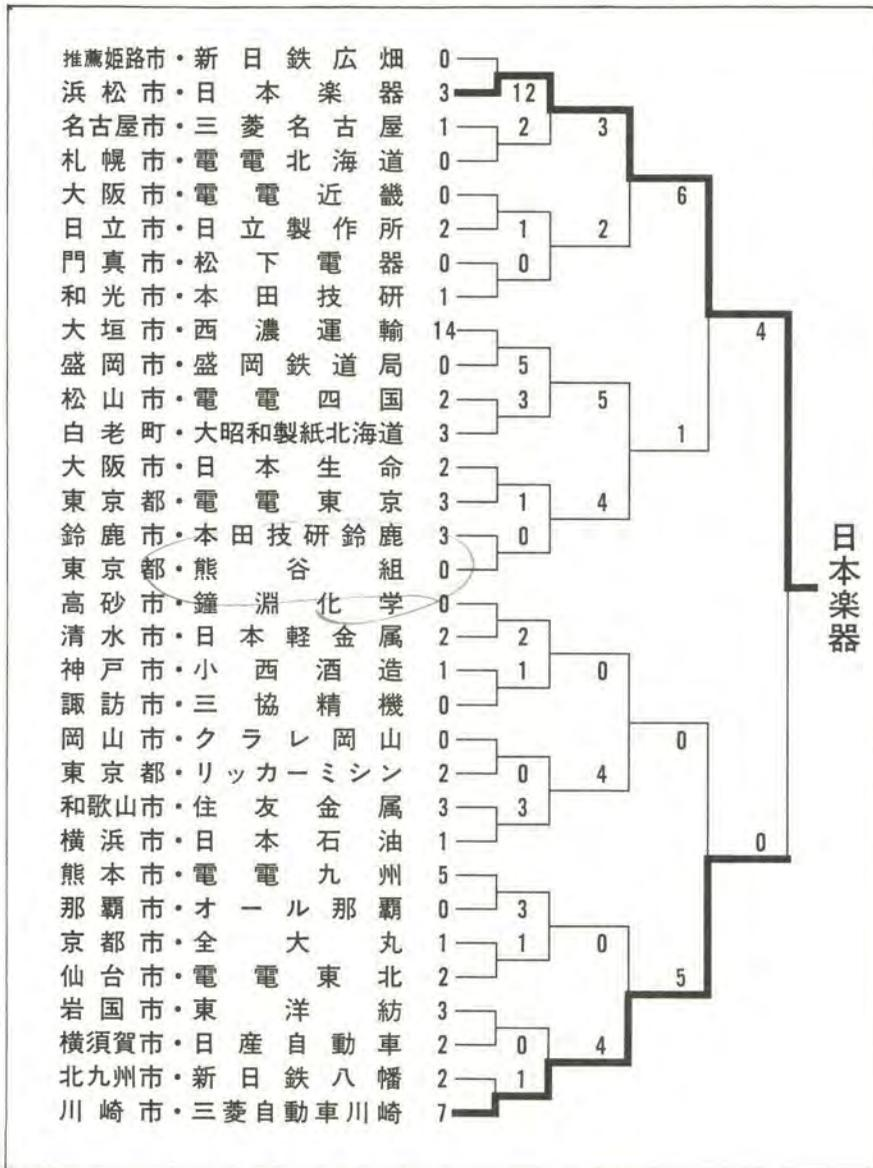 推薦姫路市・新日鉄広畑 0
浜松市・日本楽器 3 12
名古屋市・三菱名古屋 1 2 3
札幌市・電電北海道 0
大阪市・電電近畿 0 6
日立市・日立製作所 2 1 2
門真市・松下電器 0 0
和光市・本田技研 1
大垣市・西濃運輸 14 4
盛岡市・盛岡鉄道局 0 5
松山市・電電四国 2 3 5
白老町・大昭和製紙北海道 3 1
大阪市・日本生命 2
東京都・電電東京 3 1 4
鈴鹿市・本田技研鈴鹿 3 0
東京都・熊谷組 0
高砂市・鐘淵化学 0
日本楽器
清水市・日本軽金属 2 2
神戸市・小西酒造 1 1 0
諏訪市・三協精機 0
岡山市・クラレ岡山 0 0
東京都・リッカーミシン 2 0 4
和歌山市・住友金属 3 3
横浜市・日本石油 1 0
熊本市・電電九州 5
那覇市・オール那覇 0 3
京都市・全大丸 1 1 0
仙台市・電電東北 2 5
岩国市・東洋紡 3
横須賀市・日産自動車 2 0 4
北九州市・新日鉄八幡 2 1
川崎市・三菱自動車川崎 7